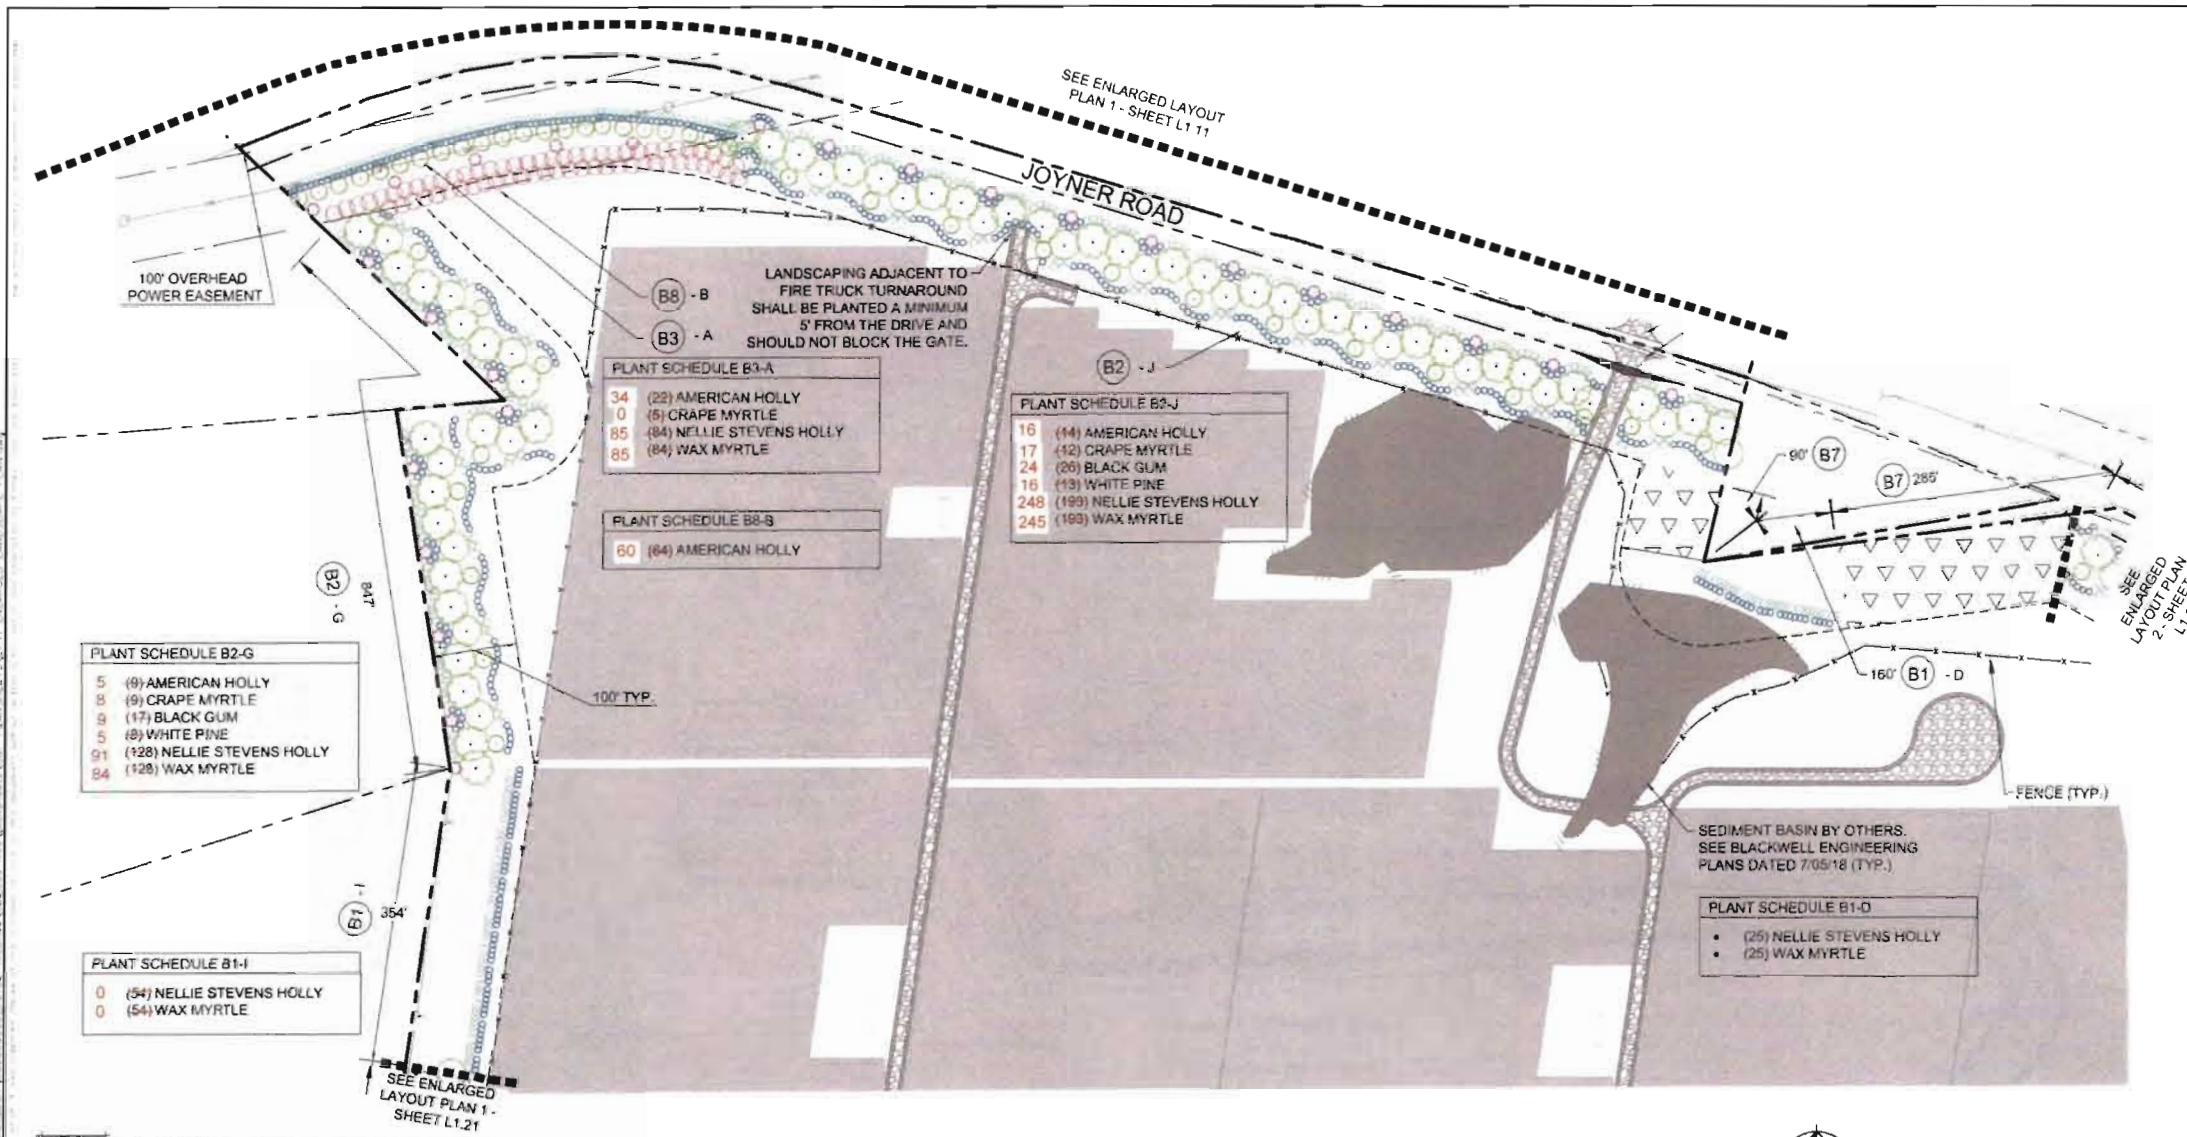 SEE ENLARGED LAYOUT
PLAN 1 - SHEET L1 11
JOYNER ROAD
100' OVERHEAD
POWER EASEMENT
B8 - B
B3 - A
LANDSCAPING ADJACENT TO
FIRE TRUCK TURNAROUND
SHALL BE PLANTED A MINIMUM
5' FROM THE DRIVE AND
SHOULD NOT BLOCK THE GATE.
B2 - J
PLANT SCHEDULE B3-A
34 (22) AMERICAN HOLLY
0 (5) CRAPE MYRTLE
85 (84) NELLIE STEVENS HOLLY
85 (84) WAX MYRTLE
PLANT SCHEDULE B2-J
16 (14) AMERICAN HOLLY
17 (12) CRAPE MYRTLE
24 (26) BLACK GUM
16 (13) WHITE PINE
248 (193) NELLIE STEVENS HOLLY
245 (193) WAX MYRTLE
PLANT SCHEDULE B8-B
60 (64) AMERICAN HOLLY
90' B7
B7 285'
SEE
ENLARGED
LAYOUT PLAN
2 - SHEET
160' B1 - D
B2 - G
847'
PLANT SCHEDULE B2-G
5 (9) AMERICAN HOLLY
8 (9) CRAPE MYRTLE
9 (17) BLACK GUM
5 (8) WHITE PINE
91 (128) NELLIE STEVENS HOLLY
84 (128) WAX MYRTLE
100' TYP.
FENCE (TYP.)
SEDIMENT BASIN BY OTHERS.
SEE BLACKWELL ENGINEERING
PLANS DATED 7/05/18 (TYP.)
B1 - I
354'
PLANT SCHEDULE B1-D
• (25) NELLIE STEVENS HOLLY
• (25) WAX MYRTLE
PLANT SCHEDULE B1-I
0 (54) NELLIE STEVENS HOLLY
0 (54) WAX MYRTLE
SEE ENLARGED
LAYOUT PLAN 1 -
SHEET L1.21